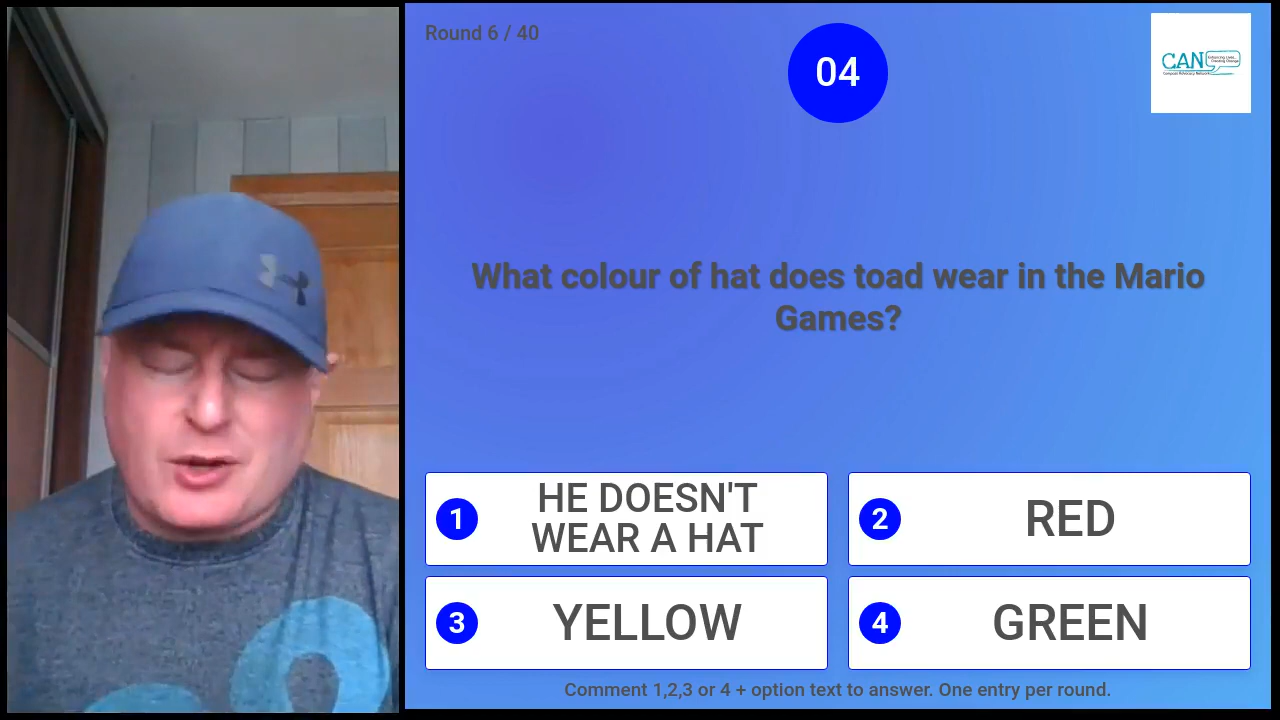 Round 6 / 40
04
CAN
What colour of hat does toad wear in the Mario
Games?
1
HE DOESN'T
WEAR A HAT
2
RED
3
YELLOW
4
GREEN
Comment 1,2,3 or 4 + option text to answer. One entry per round.